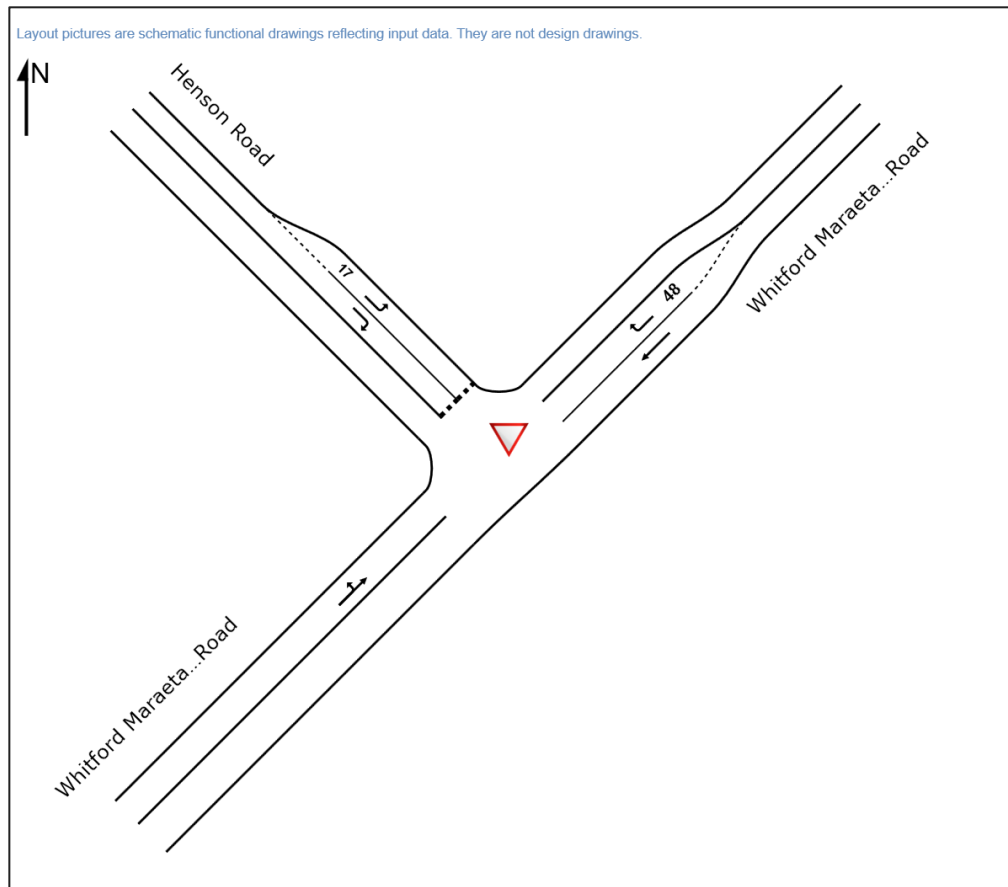 Layout pictures are schematic functional drawings reflecting input data. They are not design drawings.
N
Henson Road
Whitford Maraeta...Road
17
48
Whitford Maraeta...Road